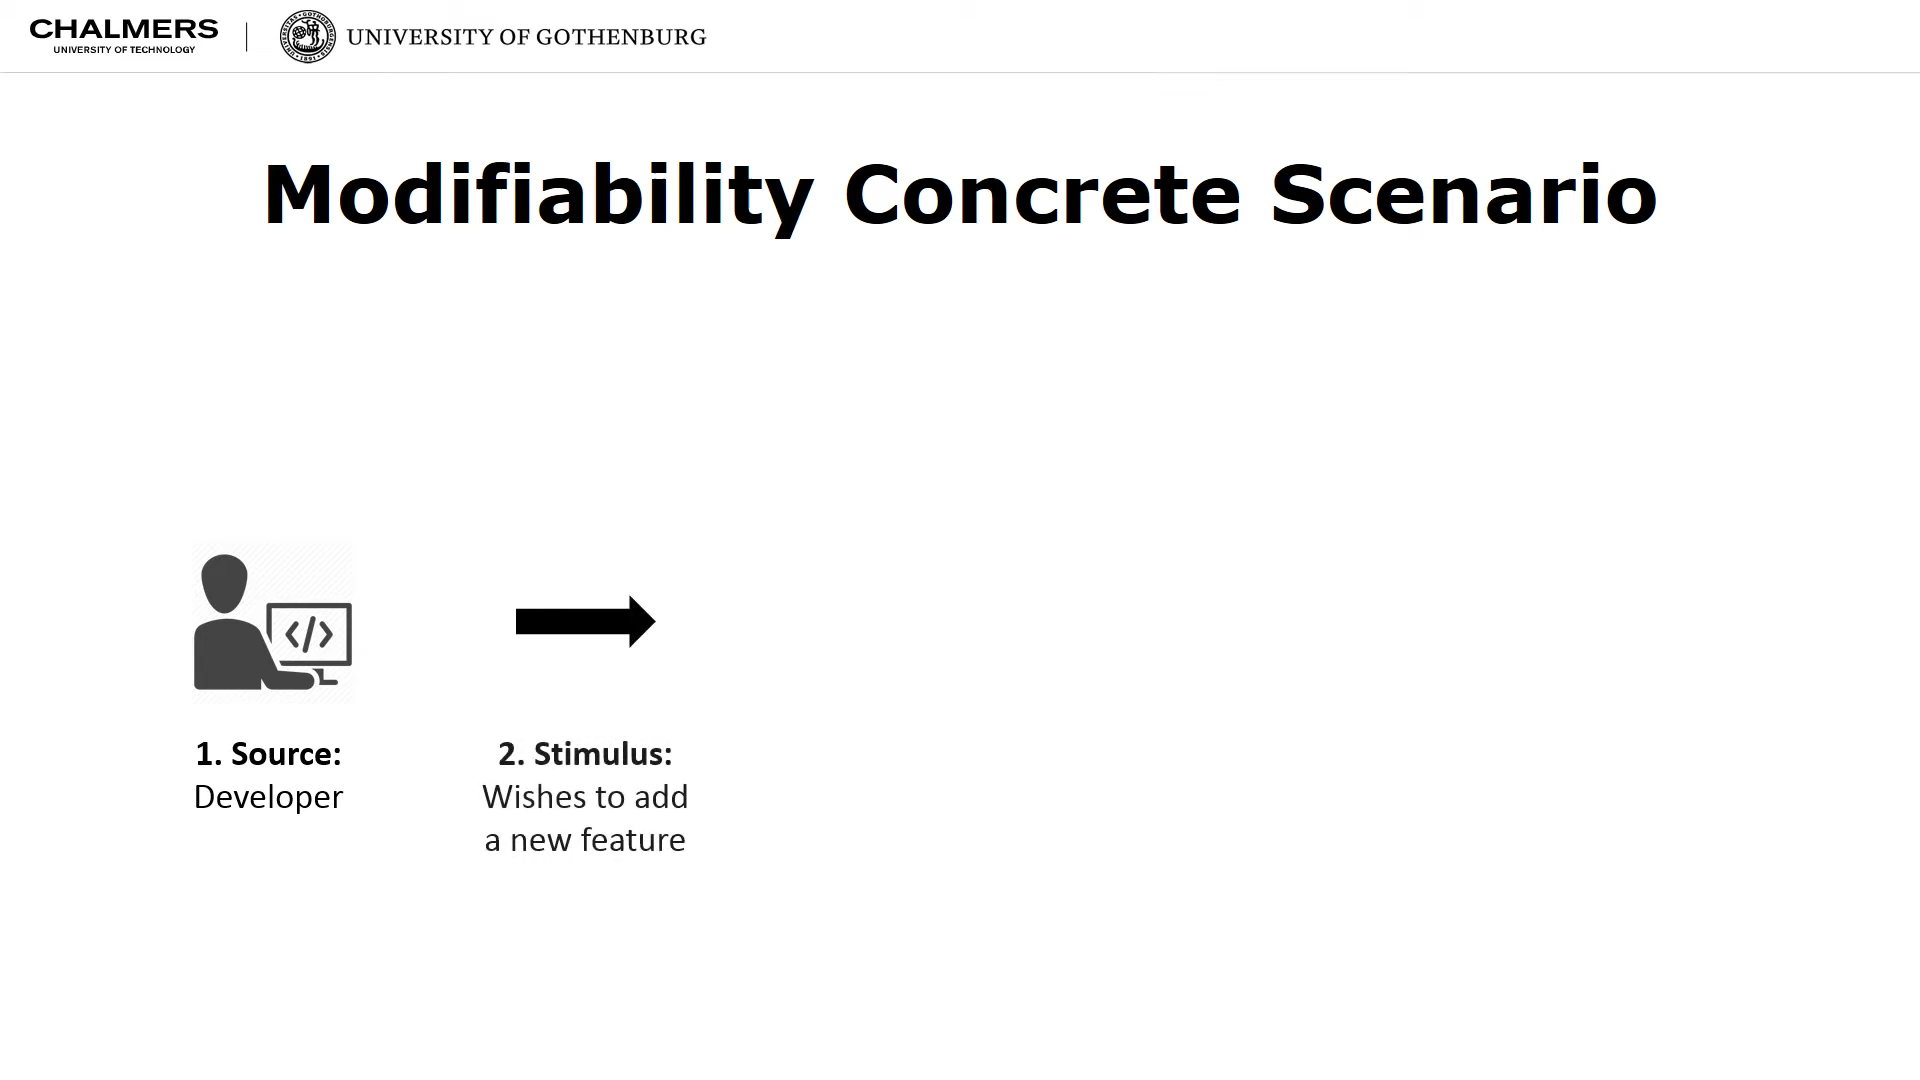 CHALMERS
UNIVERSITY OF TECHNOLOGY
UNIVERSITY OF GOTHENBURG
Modifiability Concrete Scenario
</>
1. Source:
Developer
2. Stimulus:
Wishes to add
a new feature